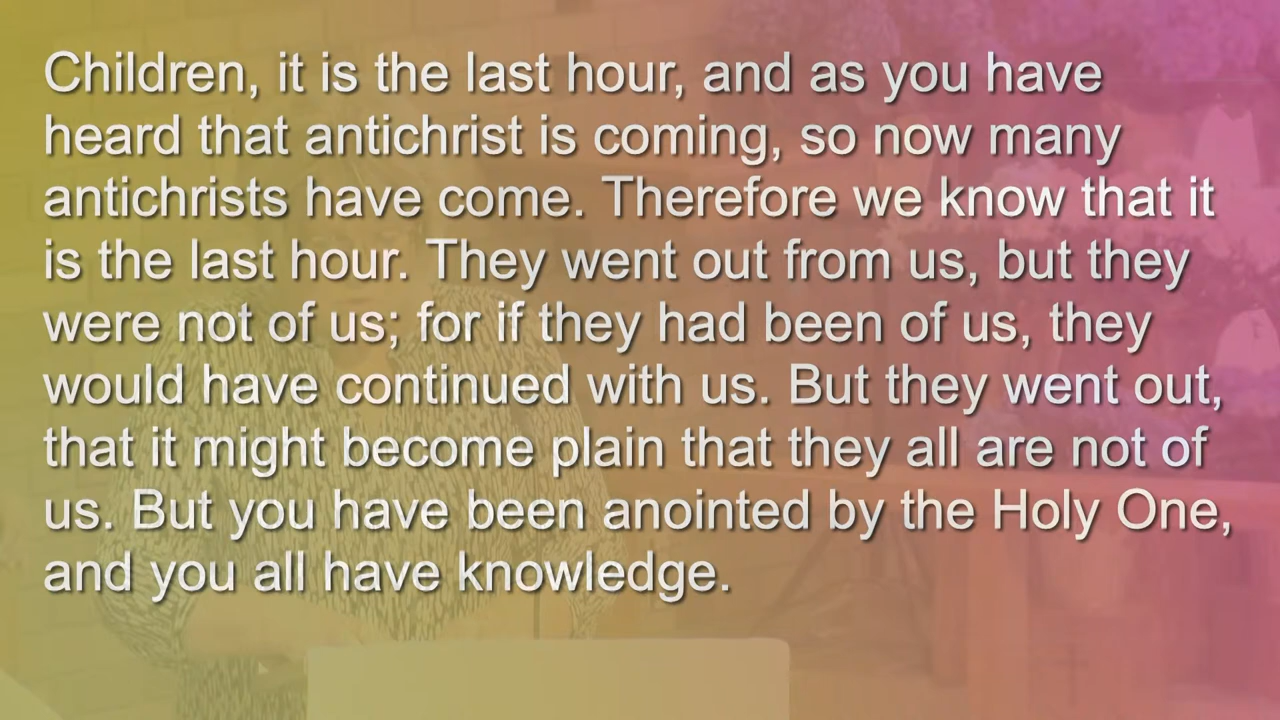 Children, it is the last hour, and as you have
heard that antichrist is coming, so now many
antichrists have come. Therefore we know that it
is the last hour. They went out from us, but they
were not of us; for if they had been of us, they
would have continued with us. But they went out,
that it might become plain that they all are not of
us. But you have been anointed by the Holy One,
and you all have knowledge.